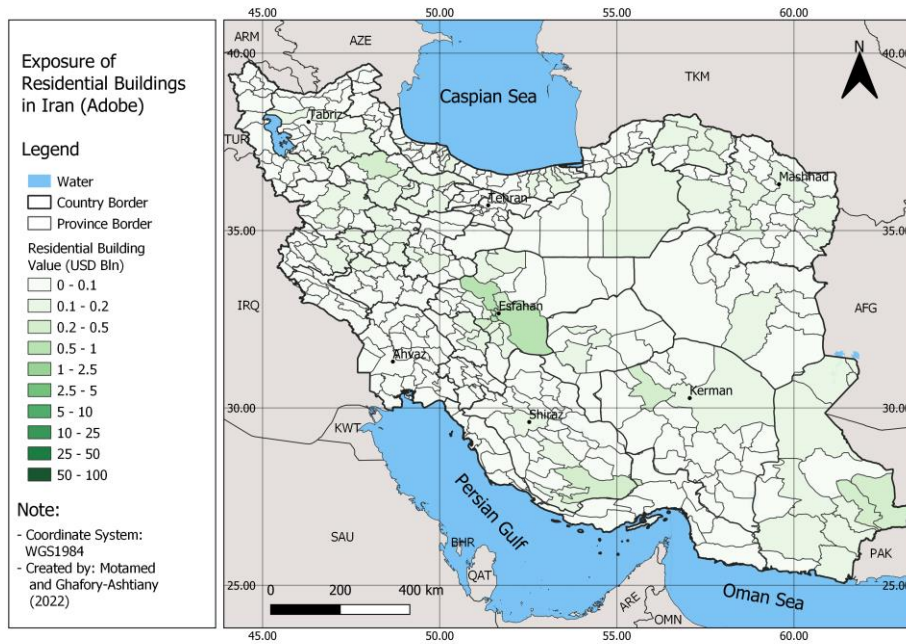 Exposure of
Residential Buildings
in Iran (Adobe)
Legend
Water
Country Border
Province Border
Residential Building
Value (USD Bln)
0 - 0.1
0.1 - 0.2
0.2 - 0.5
0.5 - 1
1 - 2.5
2.5 - 5
5 - 10
10 - 25
25 - 50
50 - 100
Note:
- Coordinate System:
WGS1984
- Created by: Motamed
and Ghafory-Ashtiany
(2022)
45.00 50.00 55.00 60.00
ARM AZE
40.00 40.00
N
TKM
Caspian Sea
Tabriz
TUR
Mashhad
Tehran
35.00 35.00
IRQ Esfahan AFG
Ahvaz
Kerman
30.00 Shiraz 30.00
KWT
Persian Gulf
SAU BHR PAK
QAT
25.00 25.00
0 200 400 km
ARE
Oman Sea
OMN
45.00 50.00 55.00 60.00